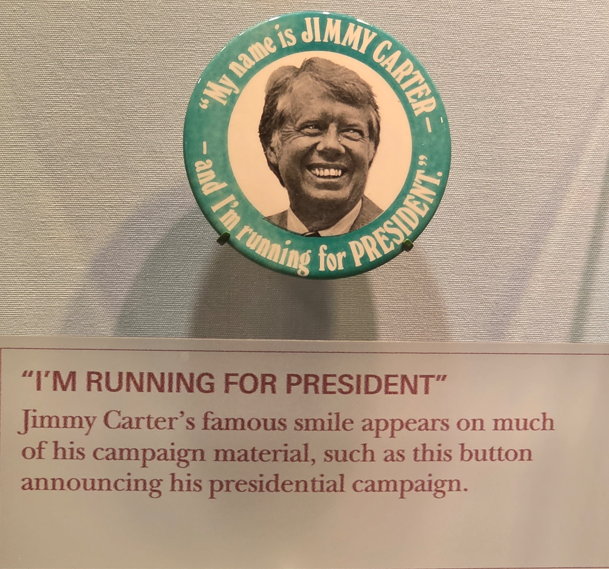 “My name is JIMMY CARTER –
– and I’m running for PRESIDENT.”
“I’M RUNNING FOR PRESIDENT”
Jimmy Carter’s famous smile appears on much
of his campaign material, such as this button
announcing his presidential campaign.